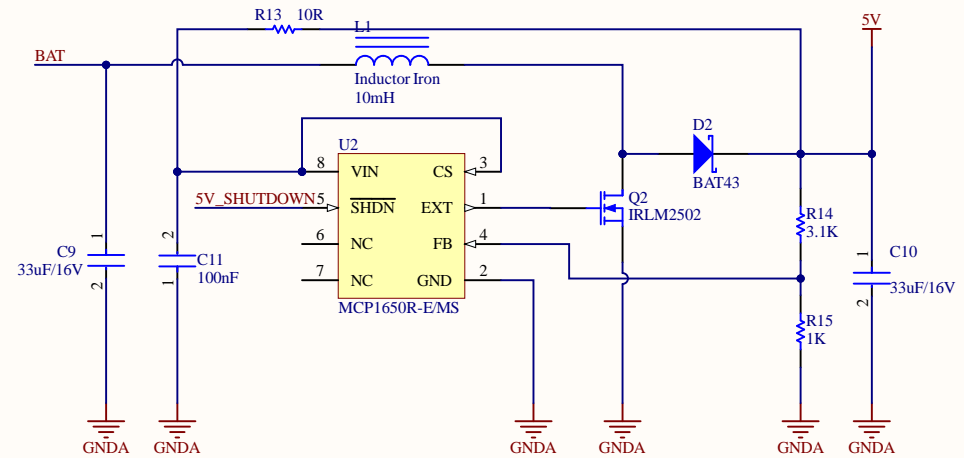 R13 10R
5V
L1
BAT
Inductor Iron
10mH
D2
BAT43
U2
8 VIN CS 3
5V_SHUTDOWN 5 SHDN EXT 1
6 NC FB 4
7 NC GND 2
MCP1650R-E/MS
Q2
IRLM2502
R14
3.1K
1
C9
33uF/16V
2
2
C11
100nF
1
1
C10
33uF/16V
2
R15
1K
GNDA
GNDA
GNDA
GNDA
GNDA
GNDA